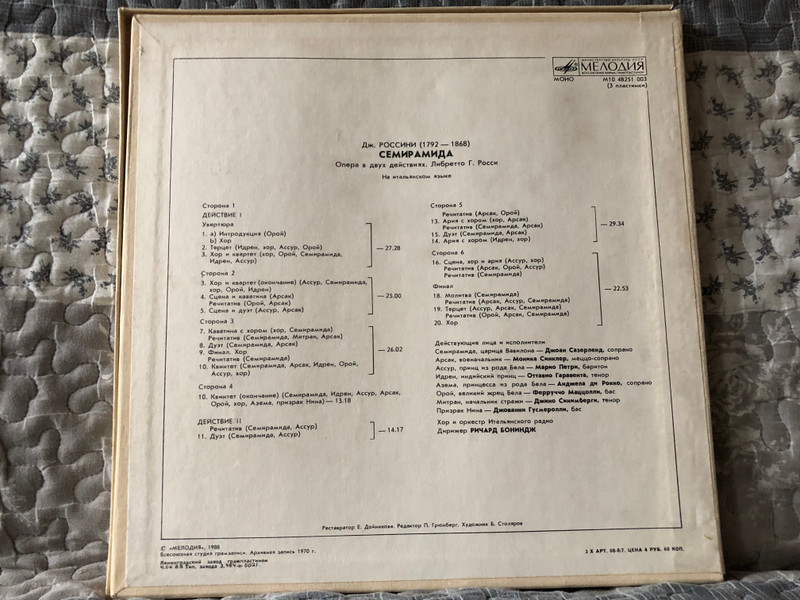 МИНИСТЕРСТВО КУЛЬТУРЫ СССР
МЕЛОДИЯ
ВСЕСОЮЗНАЯ СТУДИЯ ГРАМЗАПИСИ
МОНО М10 48251 003
(3 пластинки)
Дж. РОССИНИ (1792 — 1868)
СЕМИРАМИДА
Опера в двух действиях. Либретто Г. Росси
На итальянском языке
Сторона 1
ДЕЙСТВИЕ I
Увертюра
1. а) Интродукция (Орой)
b) Хор
2. Терцет (Идрен, хор, Ассур, Орой)
3. Хор и квартет (хор, Орой, Семирамида,
Идрен, Ассур)
— 27.28
Сторона 2
3. Хор и квартет (окончание) (Ассур, Семирамида,
хор, Орой, Идрен)
4. Сцена и каватина (Арсак)
Речитатив (Орой, Арсак)
5. Сцена и дуэт (Арсак, Ассур)
— 25.00
Сторона 3
7. Каватина с хором (хор, Семирамида)
Речитатив (Семирамида, Митран, Арсак)
8. Дуэт (Семирамида, Арсак)
9. Финал. Хор
Речитатив (Семирамида)
10. Квинтет (Семирамида, Арсак, Идрен, Орой,
Ассур, хор)
— 26.02
Сторона 4
10. Квинтет (окончание) (Семирамида, Идрен, Ассур, Арсак,
Орой, хор, Азема, призрак Нина) — 13.18
ДЕЙСТВИЕ II
Речитатив (Семирамида, Ассур)
11. Дуэт (Семирамида, Ассур)
— 14.17
Сторона 5
Речитатив (Арсак, Орой)
13. Ария с хором (хор, Арсак)
Речитатив (Семирамида, Арсак)
15. Дуэт (Семирамида, Арсак)
14. Ария с хором (Идрен, хор)
— 29.34
Сторона 6
16. Сцена, хор и ария (Ассур, хор)
Речитатив (Арсак, Орой, Ассур)
Речитатив (Семирамида)
Финал
18. Молитва (Семирамида)
Речитатив (Арсак, Ассур, Семирамида)
19. Терцет (Ассур, Арсак, Семирамида)
Речитатив (Орой, Арсак, Семирамида)
20. Хор
— 22.53
Действующие лица и исполнители
Семирамида, царица Вавилона — Джоан Сазерленд, сопрано
Арсак, военачальник — Моника Синклер, меццо-сопрано
Ассур, принц из рода Бела — Марио Петри, баритон
Идрен, индийский принц — Оттавио Гаравента, тенор
Азема, принцесса из рода Бела — Анджела ди Рокко, сопрано
Орой, великий жрец Бела — Ферруччо Маццолли, бас
Митран, начальник стражи — Джино Синимберги, тенор
Призрак Нина — Джованни Гусмеролли, бас
Хор и оркестр Итальянского радио
Дирижер РИЧАРД БОНИНДЖ
Реставратор Е. Дойникова. Редактор П. Грюнберг. Художник Б. Столяров
© «МЕЛОДИЯ», 1988
Всесоюзная студия грамзаписи. Архивная запись 1970 г.
Ленинградский завод грампластинок
3 X АРТ. 08-8-7. ЦЕНА 4 РУБ. 60 КОП.